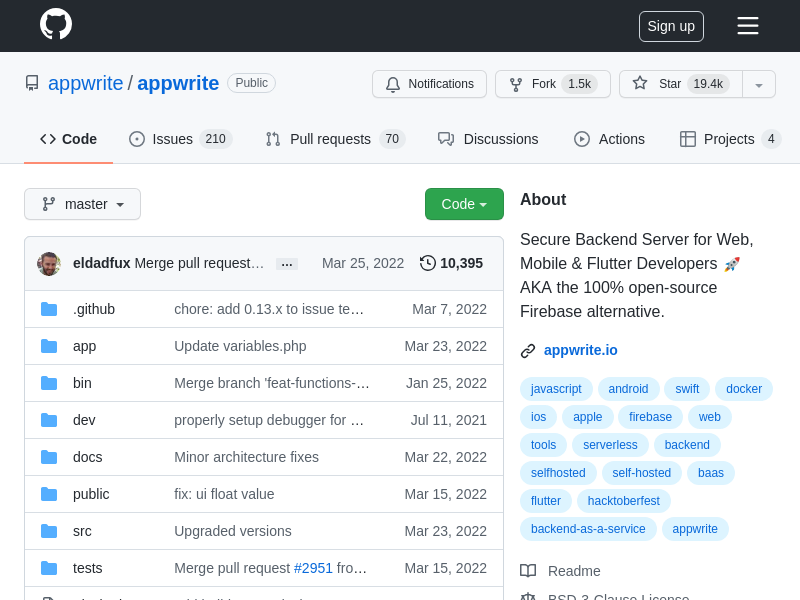 Sign up
appwrite / appwrite Public
Notifications Fork 1.5k Star 19.4k
Code Issues 210 Pull requests 70 Discussions Actions Projects 4
master
Code
eldadfux Merge pull request… … Mar 25, 2022 10,395
.github chore: add 0.13.x to issue te… Mar 7, 2022
app Update variables.php Mar 23, 2022
bin Merge branch 'feat-functions-… Jan 25, 2022
dev properly setup debugger for … Jul 11, 2021
docs Minor architecture fixes Mar 22, 2022
public fix: ui float value Mar 15, 2022
src Upgraded versions Mar 23, 2022
tests Merge pull request #2951 fro… Mar 15, 2022
About
Secure Backend Server for Web,
Mobile & Flutter Developers 🚀
AKA the 100% open-source
Firebase alternative.
appwrite.io
javascript android swift docker
ios apple firebase web
tools serverless backend
selfhosted self-hosted baas
flutter hacktoberfest
backend-as-a-service appwrite
Readme
BSD-3-Clause License